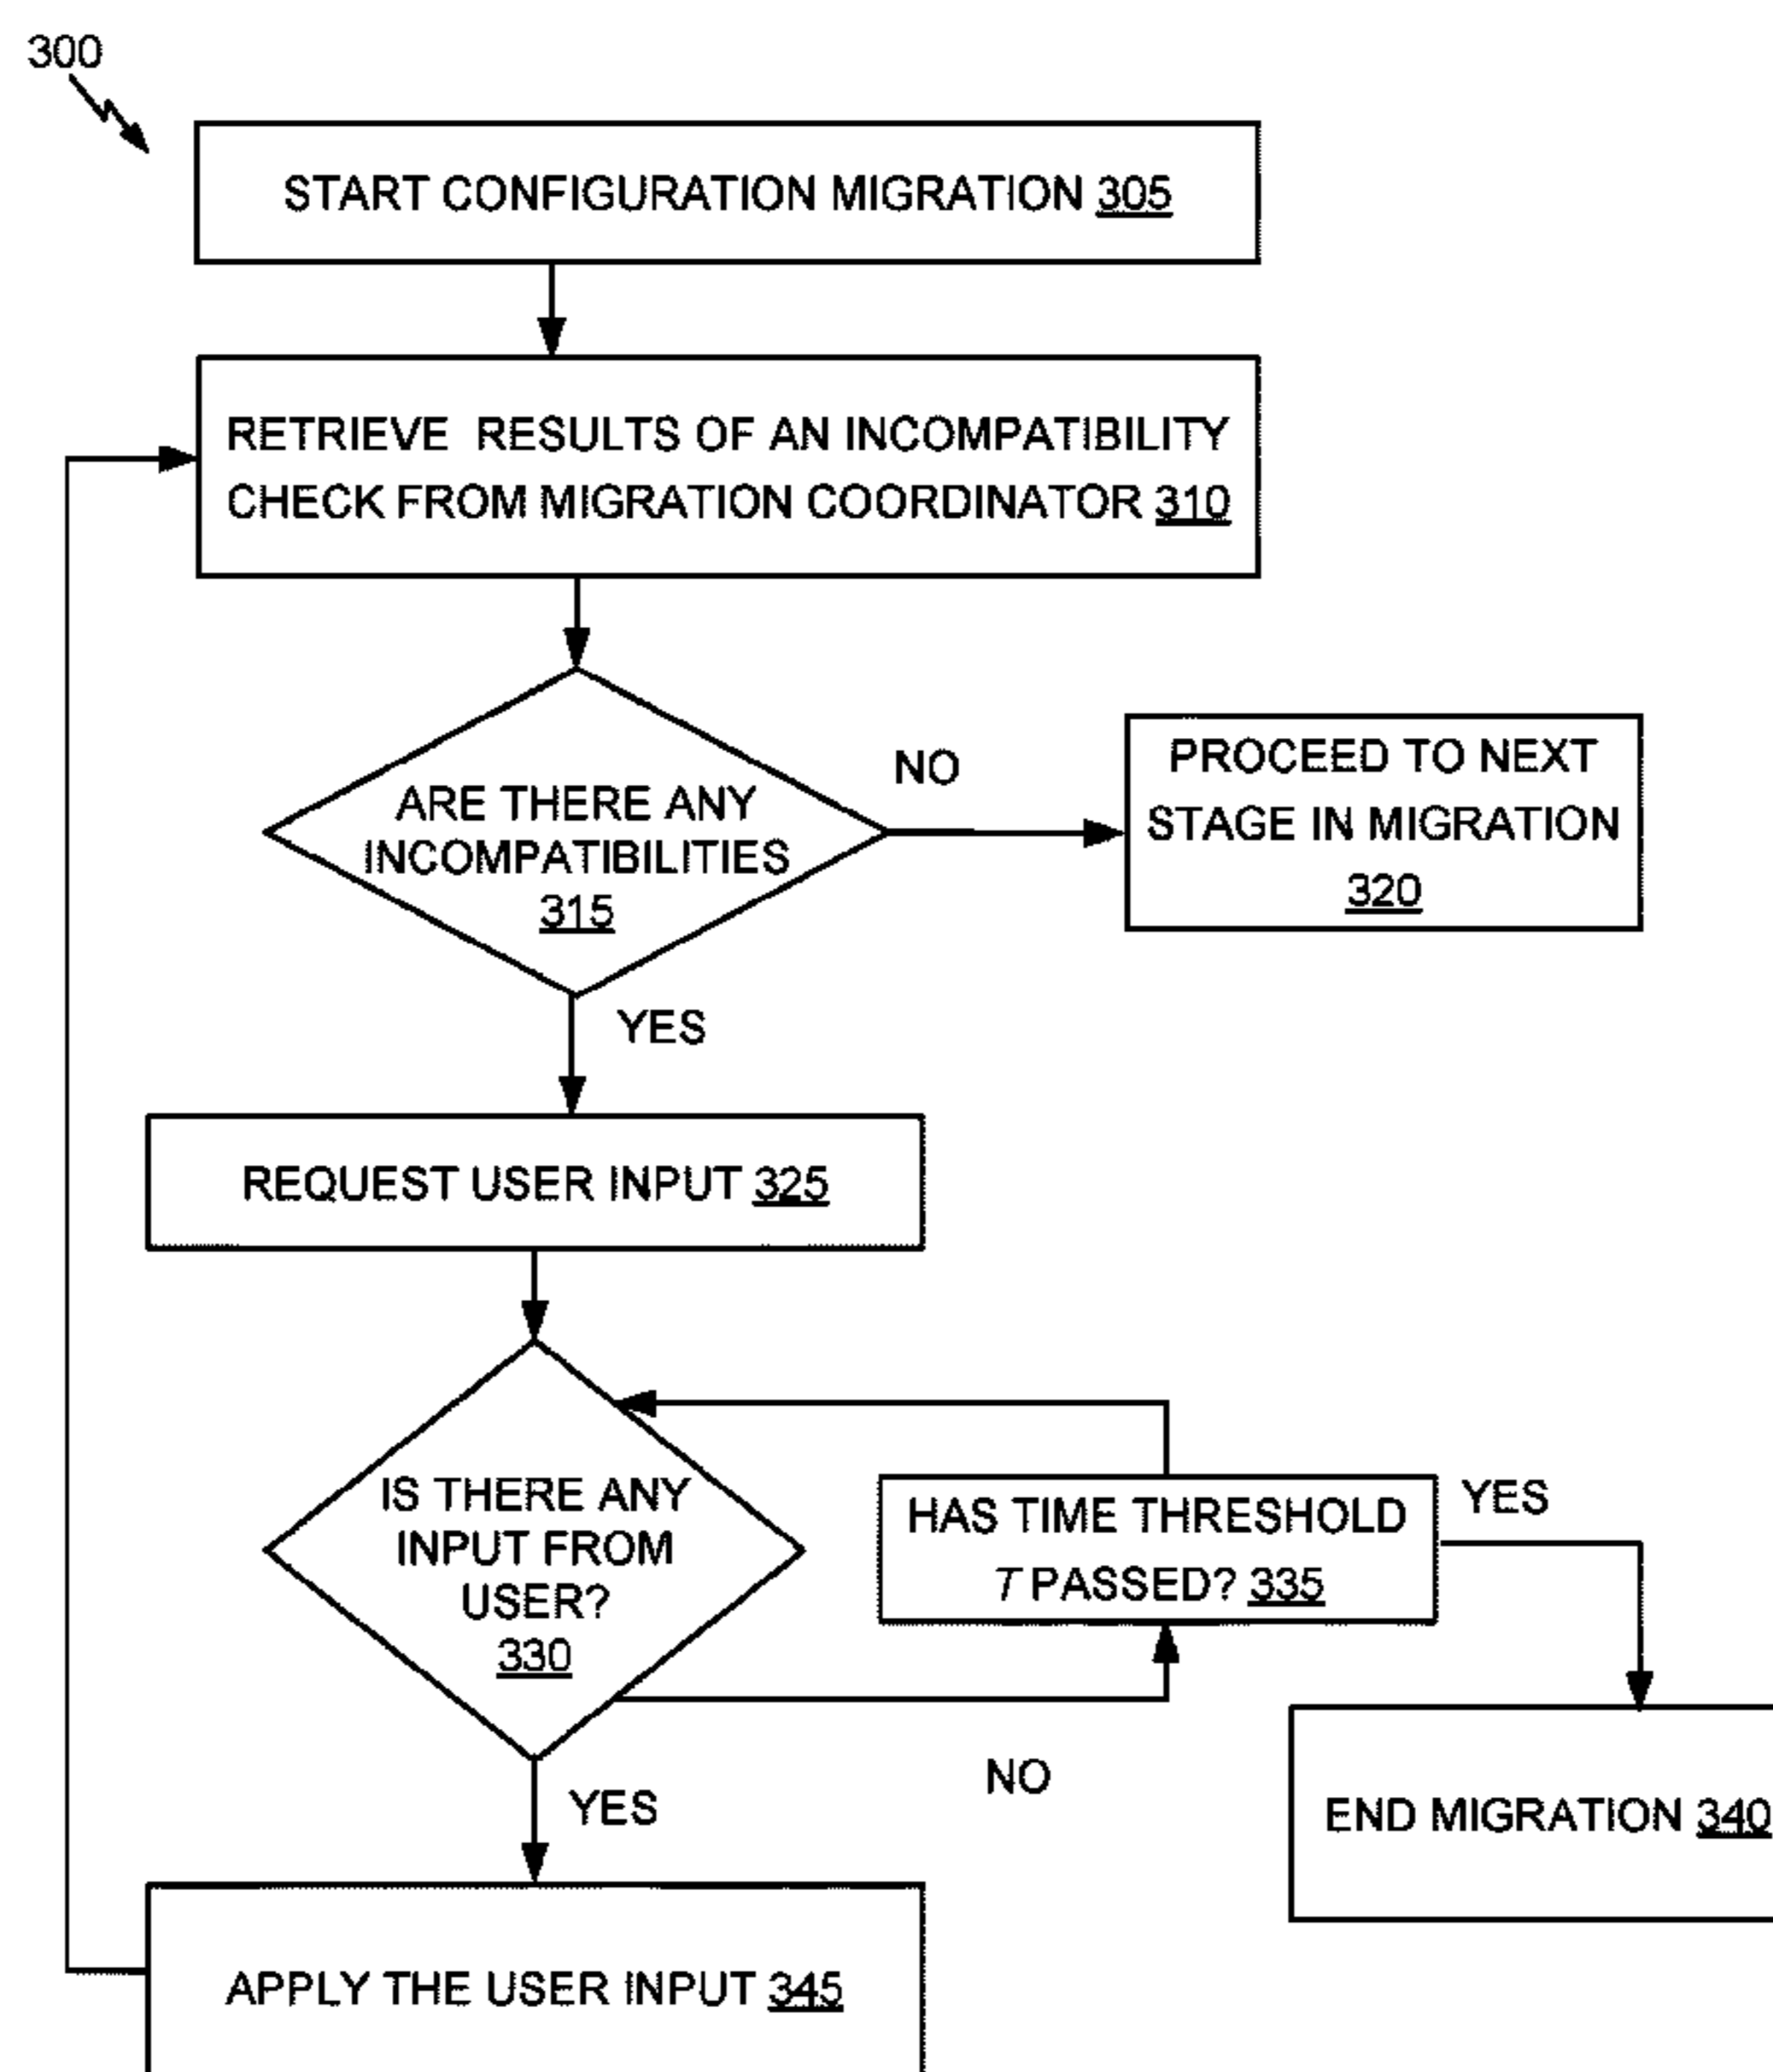 300
START CONFIGURATION MIGRATION 305
RETRIEVE RESULTS OF AN INCOMPATIBILITY
CHECK FROM MIGRATION COORDINATOR 310
ARE THERE ANY
INCOMPATIBILITIES
315
NO
PROCEED TO NEXT
STAGE IN MIGRATION
320
YES
REQUEST USER INPUT 325
IS THERE ANY
INPUT FROM
USER?
330
HAS TIME THRESHOLD
T PASSED? 335
YES
NO
END MIGRATION 340
YES
APPLY THE USER INPUT 345